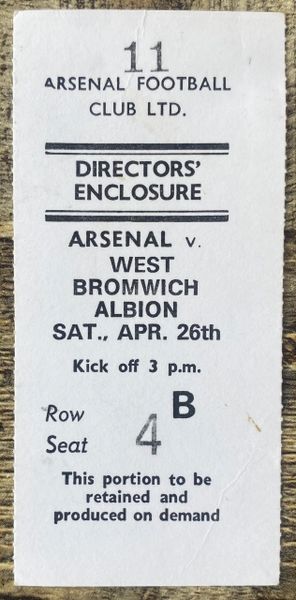 11
ARSENAL FOOTBALL
CLUB LTD.
DIRECTORS'
ENCLOSURE
ARSENAL v.
WEST
BROMWICH
ALBION
SAT., APR. 26th
Kick off 3 p.m.
Row B
Seat 4
This portion to be
retained and
produced on demand